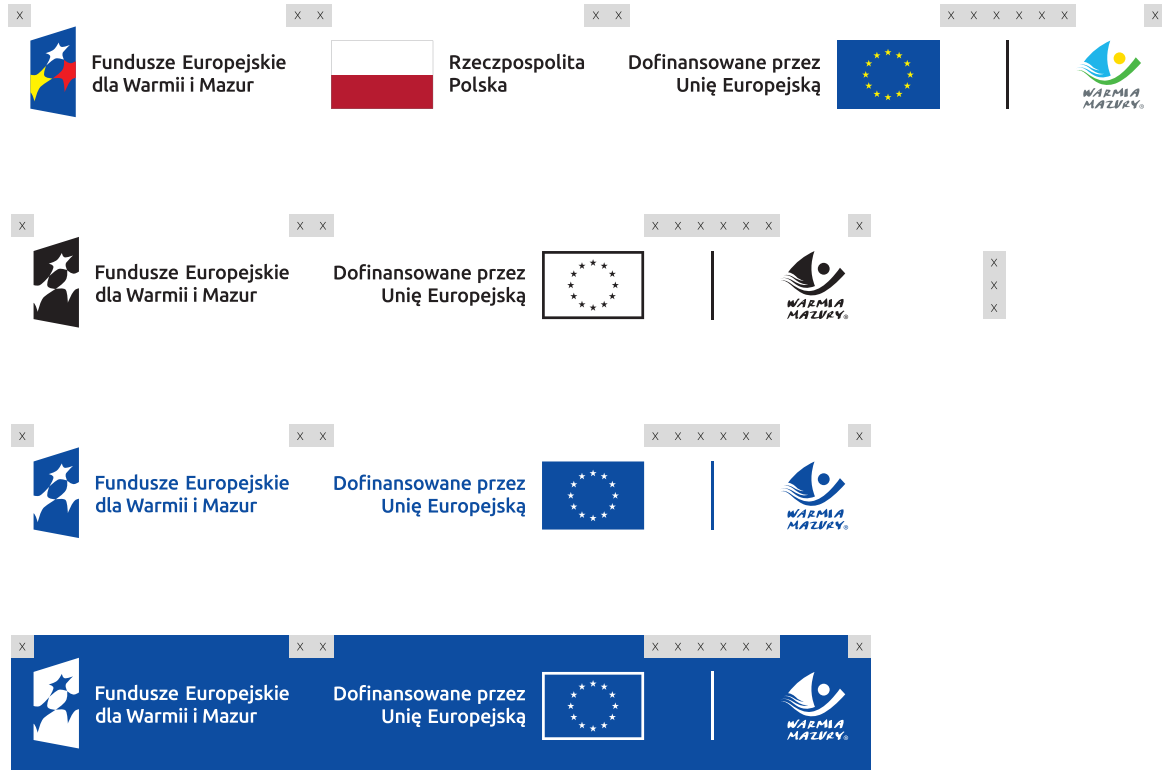 x x x x x x x x x x x x
Fundusze Europejskie
dla Warmii i Mazur
Rzeczpospolita
Polska
Dofinansowane przez
Unię Europejską
WARMIA
MAZURY®
x x x x x x x x x x
Fundusze Europejskie
dla Warmii i Mazur
Dofinansowane przez
Unię Europejską
WARMIA
MAZURY®
x
x
x
x x x x x x x x x x
Fundusze Europejskie
dla Warmii i Mazur
Dofinansowane przez
Unię Europejską
WARMIA
MAZURY®
x x x x x x x x x x
Fundusze Europejskie
dla Warmii i Mazur
Dofinansowane przez
Unię Europejską
WARMIA
MAZURY®